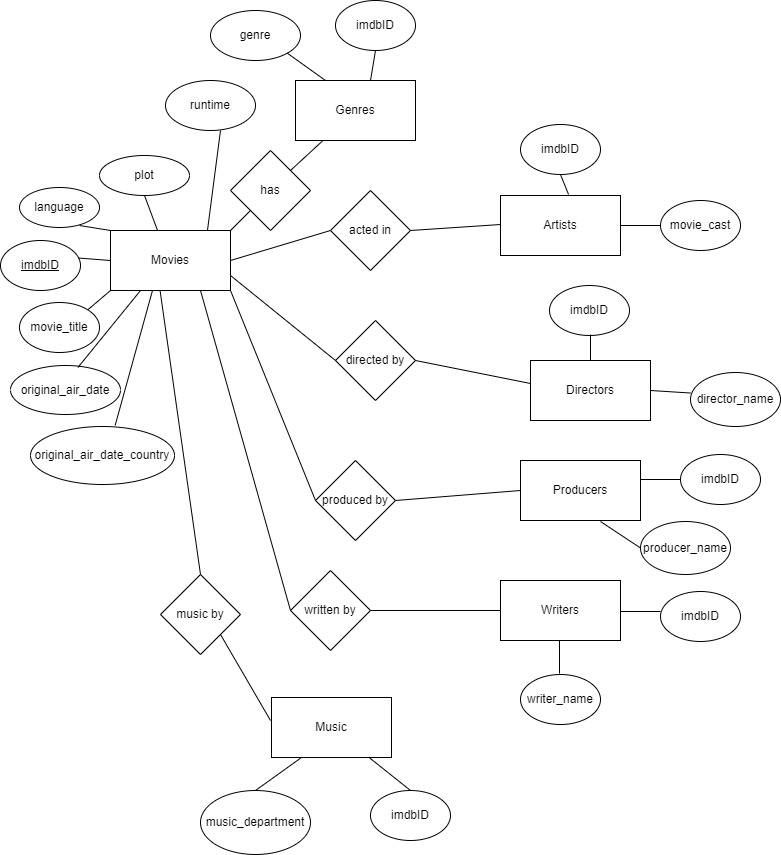 genre
imdbID
runtime
Genres
plot
has
imdbID
language
acted in
Artists
movie_cast
Movies
imdbID
movie_title
imdbID
directed by
original_air_date
Directors
director_name
original_air_date_country
imdbID
Producers
produced by
producer_name
music by
written by
Writers
imdbID
writer_name
Music
music_department
imdbID